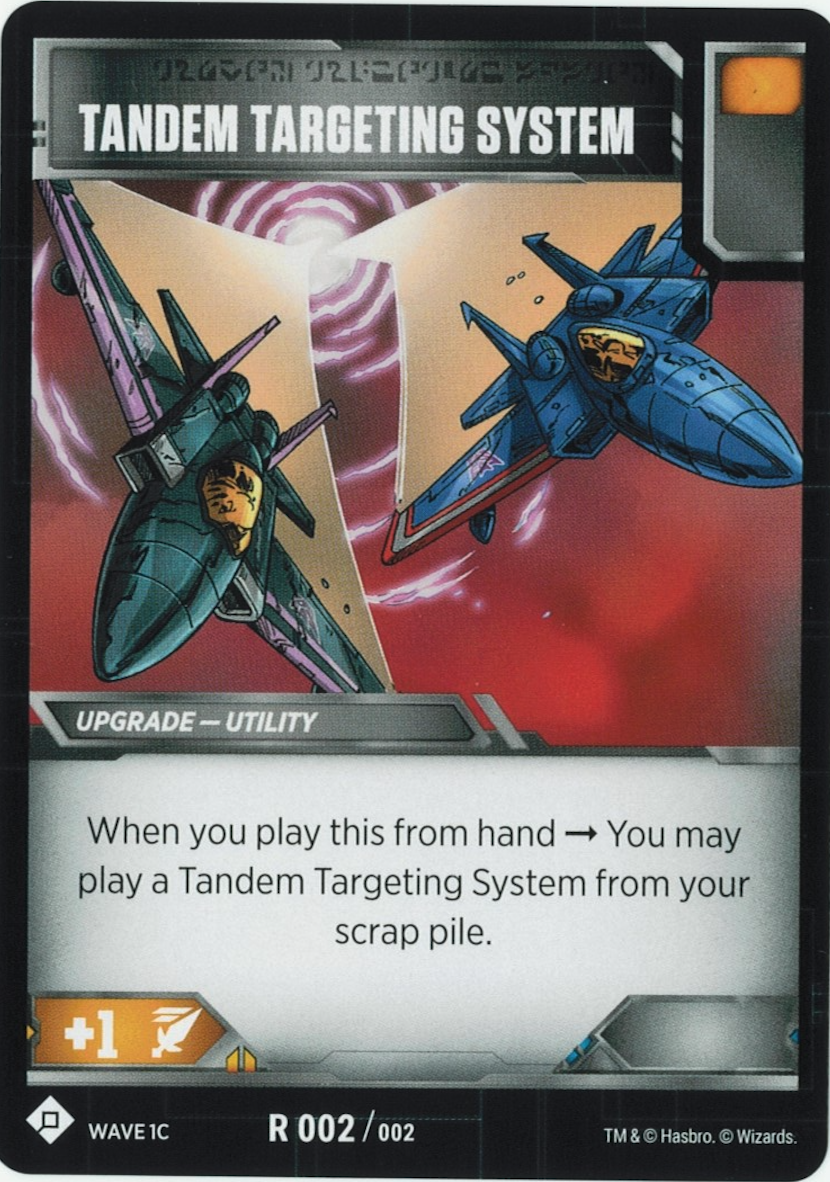 TANDEM TARGETING SYSTEM
UPGRADE — UTILITY
When you play this from hand → You may
play a Tandem Targeting System from your
scrap pile.
+1
WAVE 1C
R 002/002
TM & © Hasbro. © Wizards.